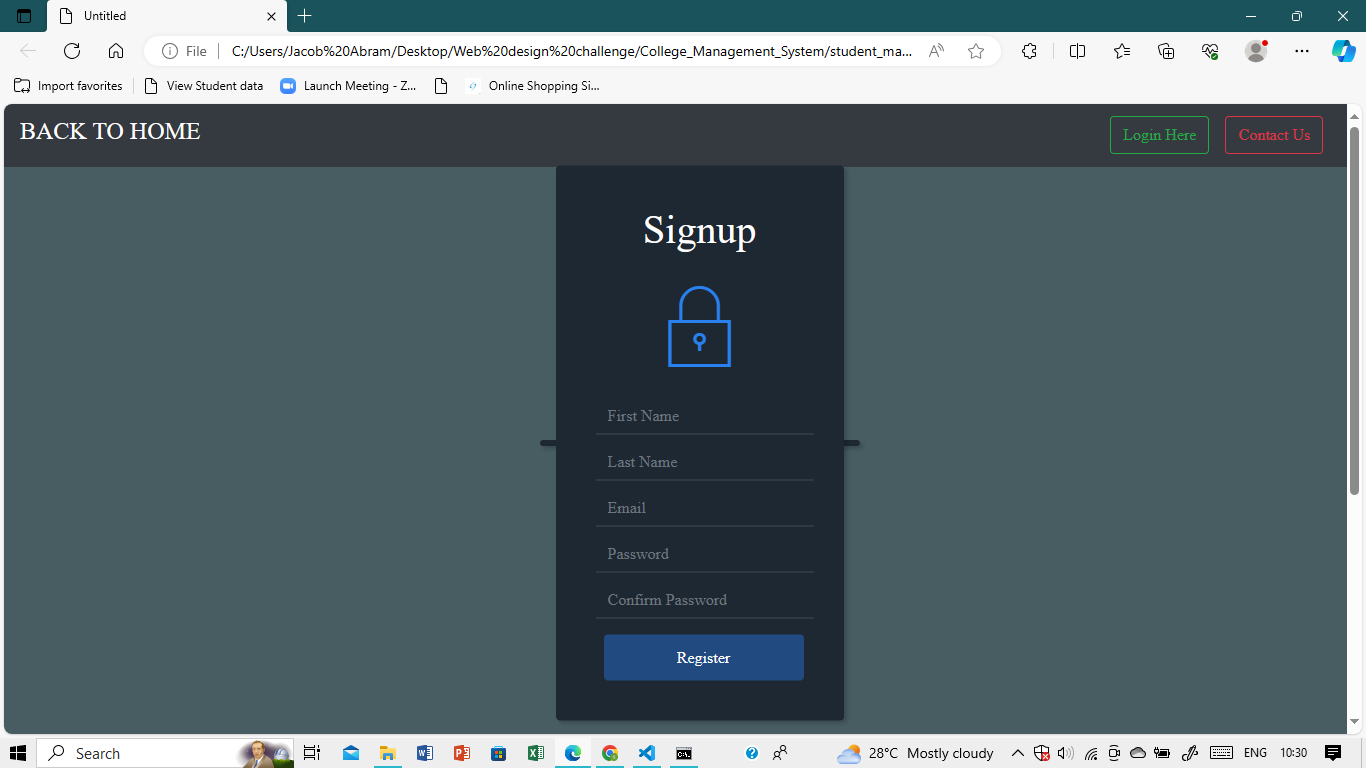 Untitled
File
C:/Users/Jacob%20Abram/Desktop/Web%20design%20challenge/College_Management_System/student_ma...
Import favorites
View Student data
Launch Meeting - Z...
Online Shopping Si...
BACK TO HOME
Login Here
Contact Us
Signup
First Name
Last Name
Email
Password
Confirm Password
Register
Search
28°C Mostly cloudy
ENG
10:30